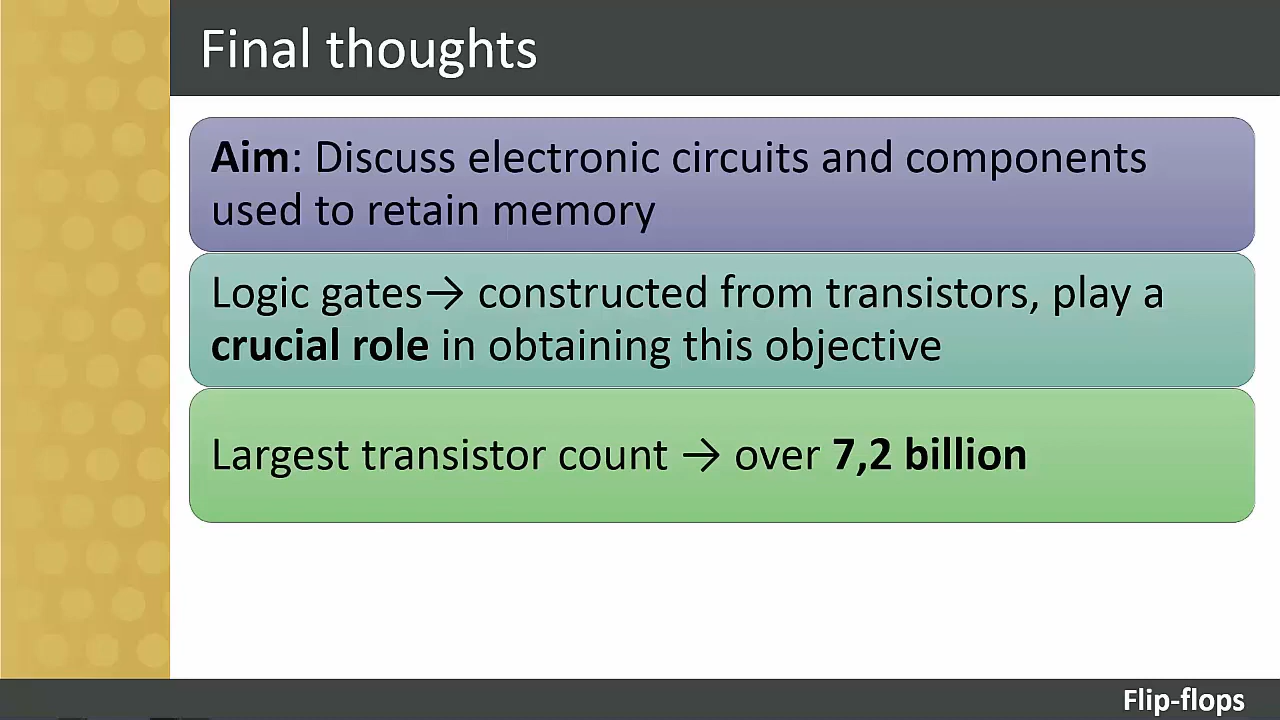 Final thoughts
Aim: Discuss electronic circuits and components
used to retain memory
Logic gates→ constructed from transistors, play a
crucial role in obtaining this objective
Largest transistor count → over 7,2 billion
Flip-flops